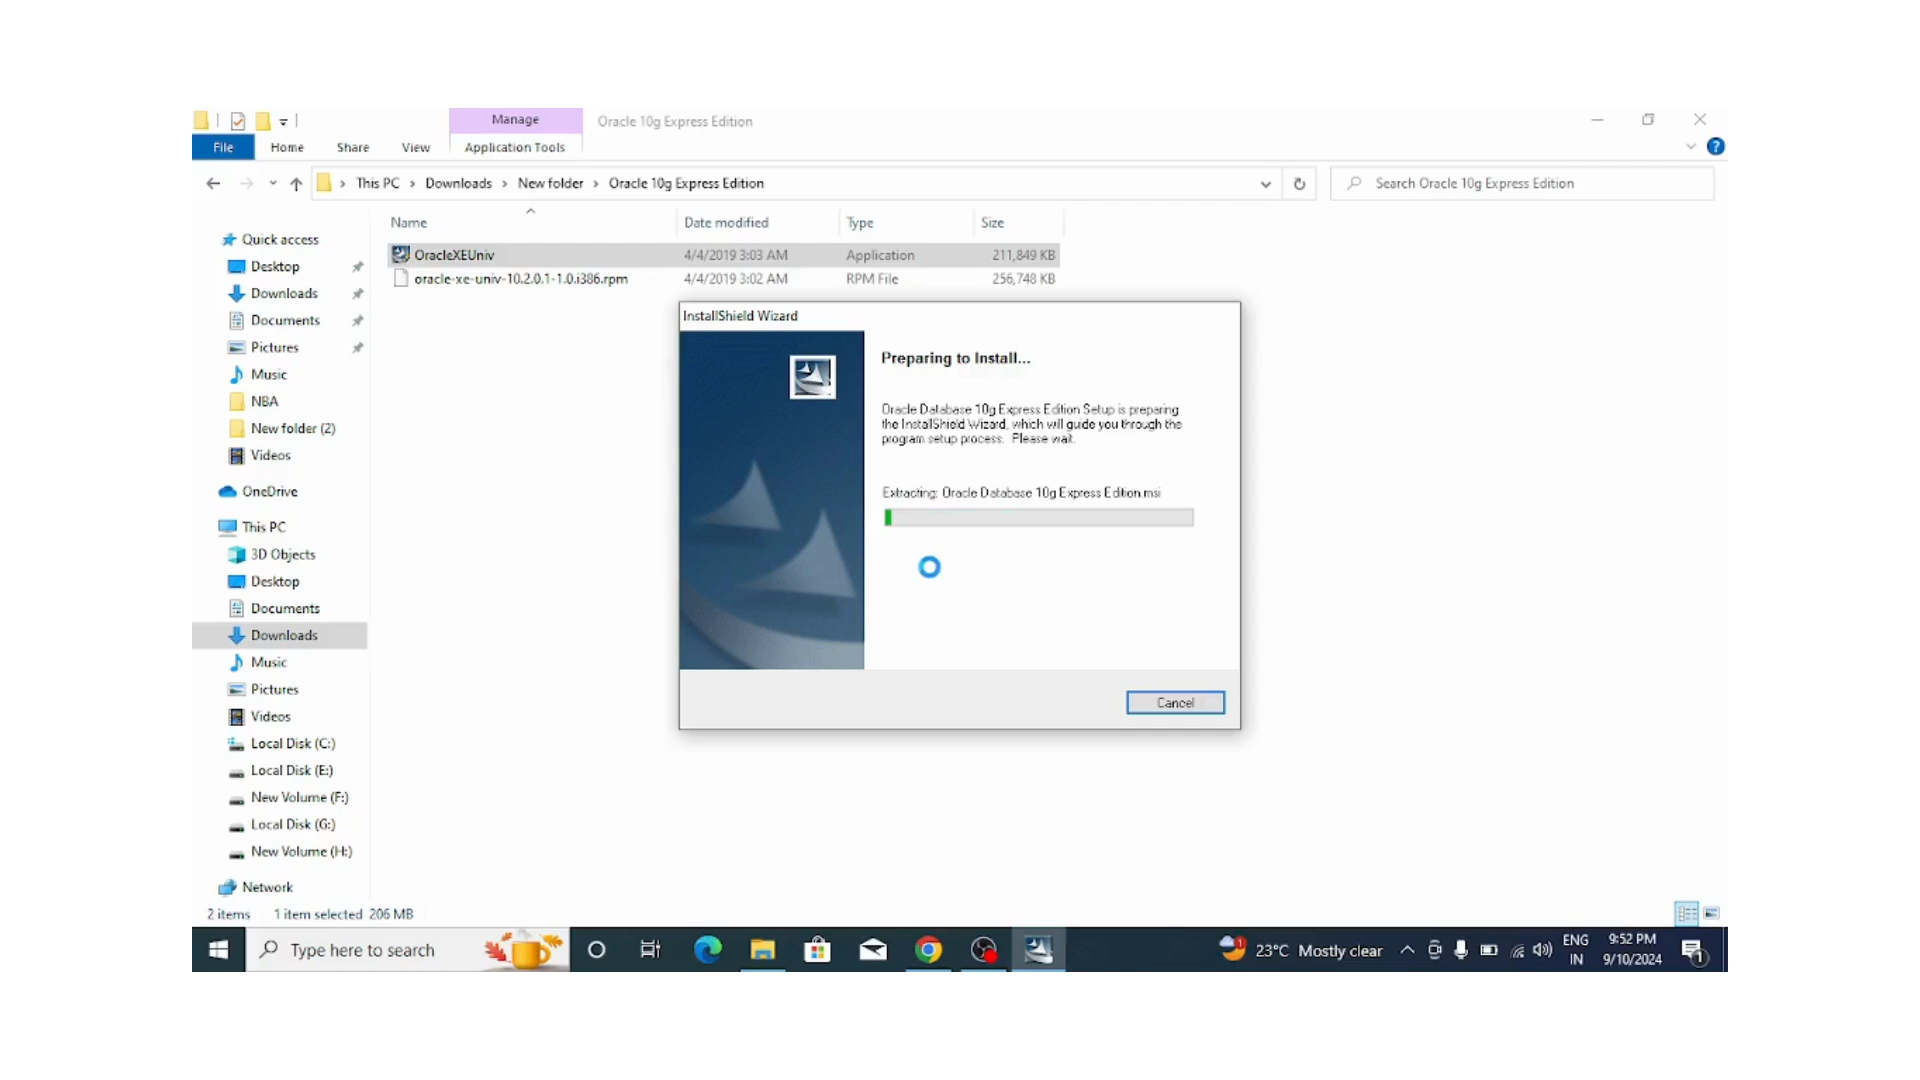 Manage
Oracle 10g Express Edition
File
Home
Share
View
Application Tools
This PC
Downloads
New folder
Oracle 10g Express Edition
Search Oracle 10g Express Edition
Name
Date modified
Type
Size
OracleXEUniv
4/4/2019 3:03 AM
Application
211,849 KB
oracle-xe-univ-10.2.0.1-1.0.i386.rpm
4/4/2019 3:02 AM
RPM File
256,748 KB
Quick access
Desktop
Downloads
Documents
Pictures
Music
NBA
New folder (2)
Videos
OneDrive
This PC
3D Objects
Desktop
Documents
Downloads
Music
Pictures
Videos
Local Disk (C:)
Local Disk (E:)
New Volume (F:)
Local Disk (G:)
New Volume (H:)
Network
InstallShield Wizard
Preparing to Install...
Oracle Database 10g Express Edition Setup is preparing
the InstallShield Wizard, which will guide you through the
program setup process. Please wait.
Extracting: Oracle Database 10g Express Edition.msi
Cancel
2 items
1 item selected 206 MB
Type here to search
1
23°C Mostly clear
ENG
IN
9:52 PM
9/10/2024
1